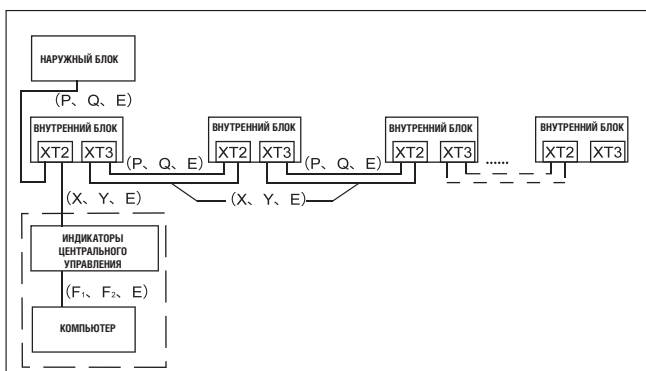 НАРУЖНЫЙ БЛОК
(P、Q、E)
ВНУТРЕННИЙ БЛОК
XT2 XT3
(P、Q、E)
ВНУТРЕННИЙ БЛОК
XT2 XT3
(P、Q、E)
ВНУТРЕННИЙ БЛОК
XT2 XT3
......
ВНУТРЕННИЙ БЛОК
XT2 XT3
(X、Y、E)
(X、Y、E)
ИНДИКАТОРЫ
ЦЕНТРАЛЬНОГО
УПРАВЛЕНИЯ
(F₁、F₂、E)
КОМПЬЮТЕР